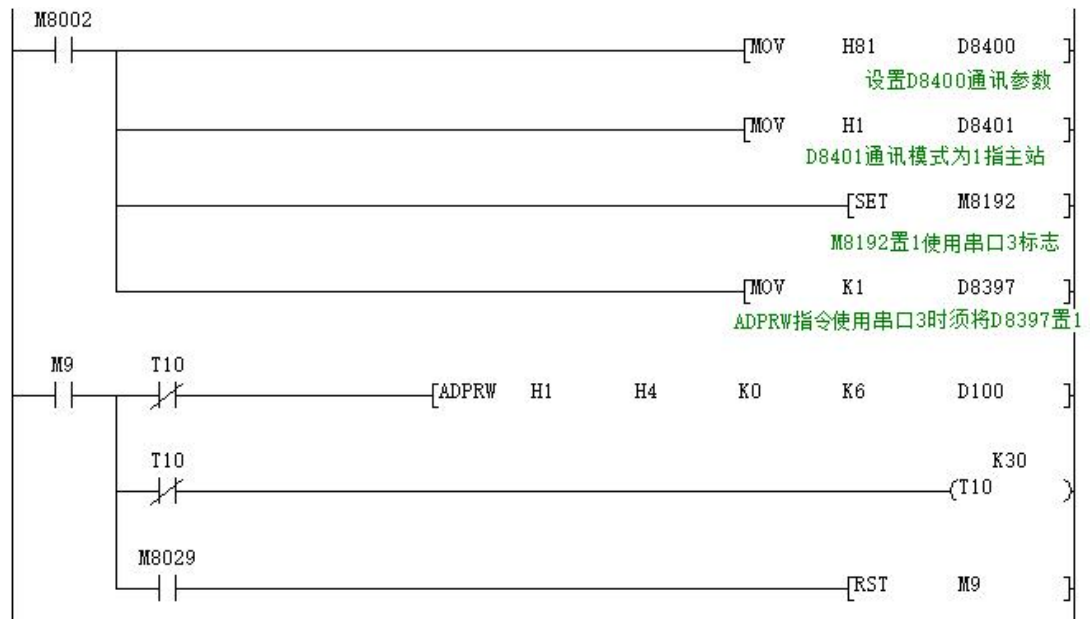 M8002
[MOV H81 D8400 ]
设置D8400通讯参数
[MOV H1 D8401 ]
D8401通讯模式为1指主站
[SET M8192 ]
M8192置1使用串口3标志
[MOV K1 D8397 ]
ADPRW指令使用串口3时须将D8397置1
M9 T10
[ADPRW H1 H4 K0 K6 D100 ]
T10 K30
(T10 )
M8029
[RST M9 ]